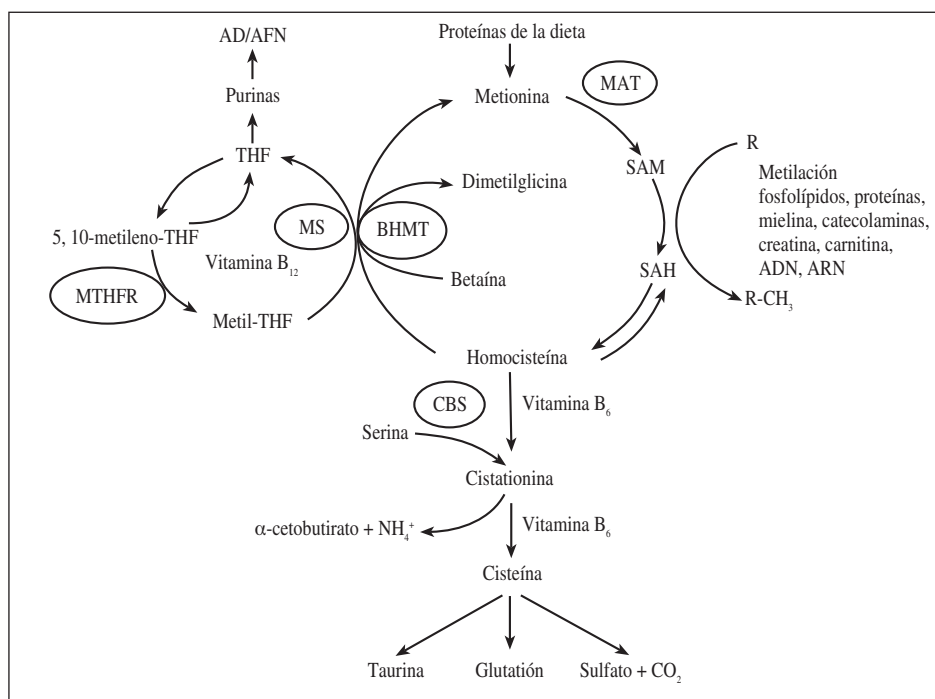 AD/AFN
Proteínas de la dieta
Purinas
Metionina
MAT
THF
SAM
R
Metilación
fosfolípidos, proteínas,
mielina, catecolaminas,
creatina, carnitina,
ADN, ARN
Dimetilglicina
MS
BHMT
5, 10-metileno-THF
Vitamina B₁₂
Betaína
SAH
R-CH₃
MTHFR
Metil-THF
Homocisteína
CBS
Vitamina B₆
Serina
Cistationina
α-cetobutirato + NH₄⁺
Vitamina B₆
Cisteína
Taurina
Glutatión
Sulfato + CO₂